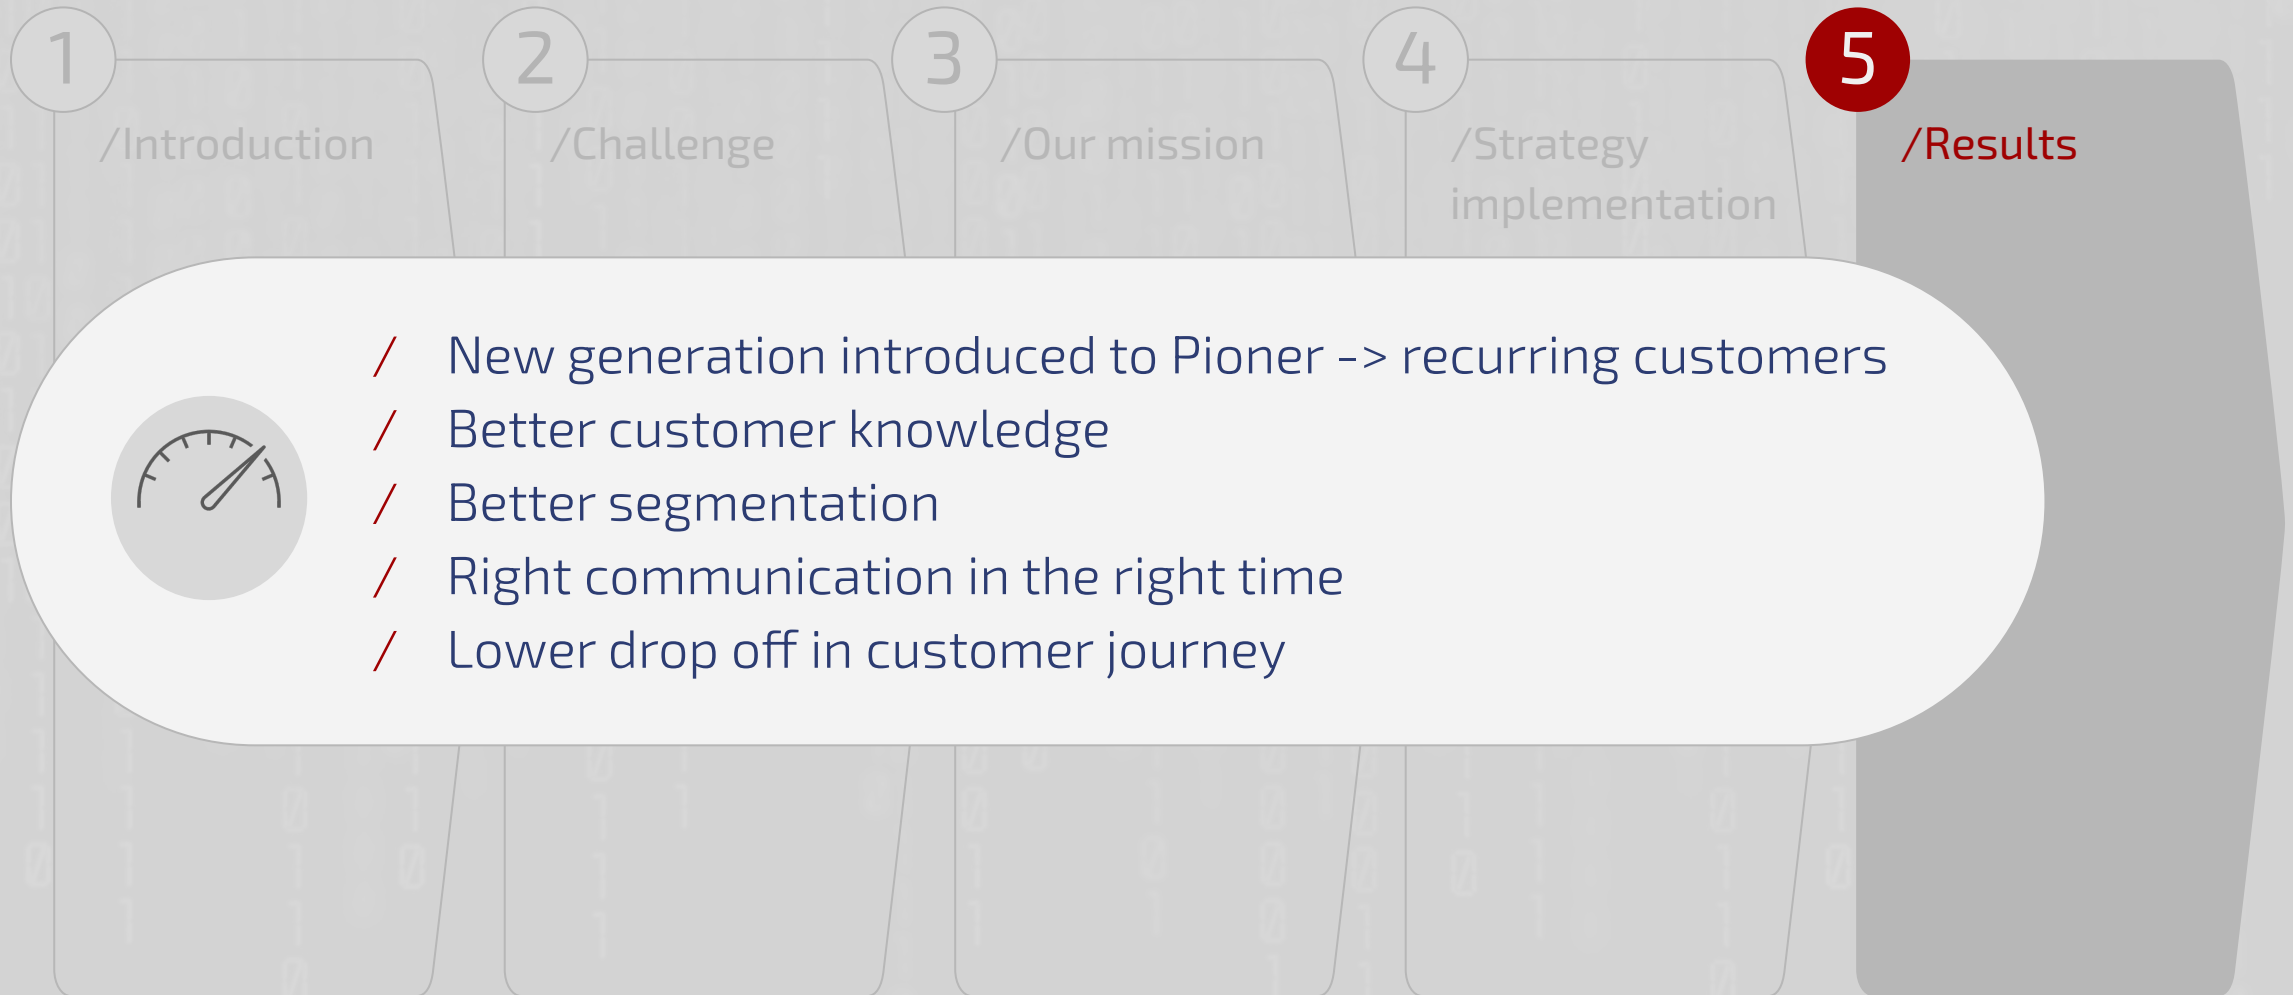 1
/Introduction
2
/Challenge
3
/Our mission
4
/Strategy
implementation
5
/Results
/ New generation introduced to Pioner -> recurring customers
/ Better customer knowledge
/ Better segmentation
/ Right communication in the right time
/ Lower drop off in customer journey